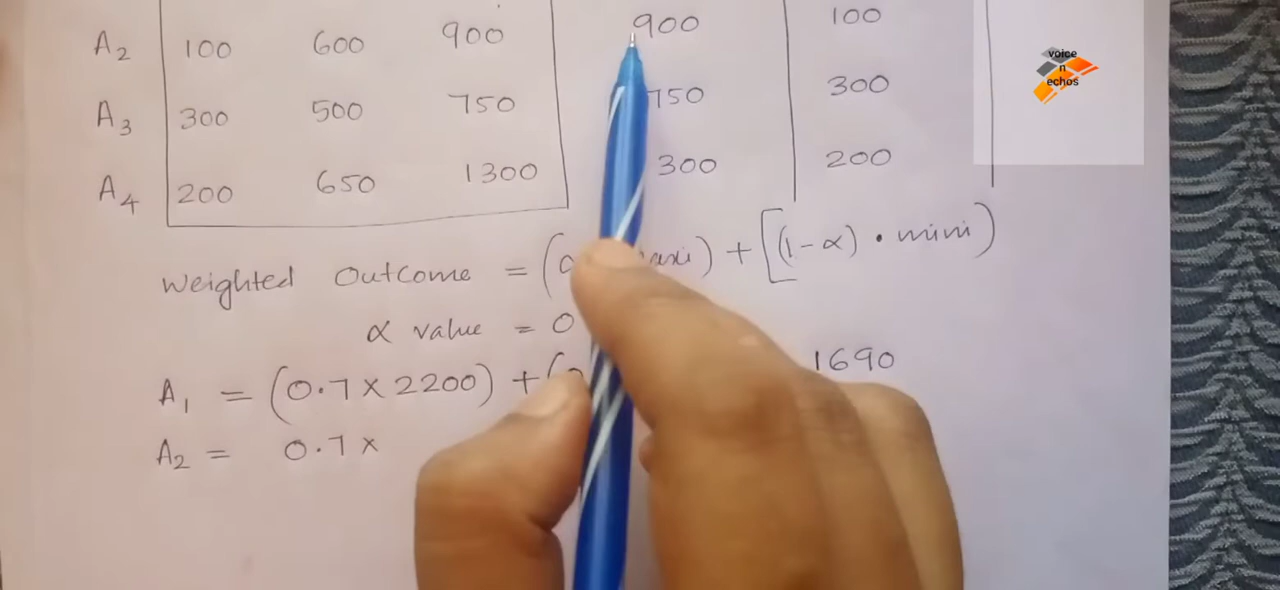 A2 100 600 900 900 100
A3 300 500 750 750 300
A4 200 650 1300 300 200
Weighted Outcome = ( ) + [(1-α) · mini)
α value = 0
A1 = (0.7 × 2200) + ( 1690
A2 = 0.7 ×
voice
n
echos